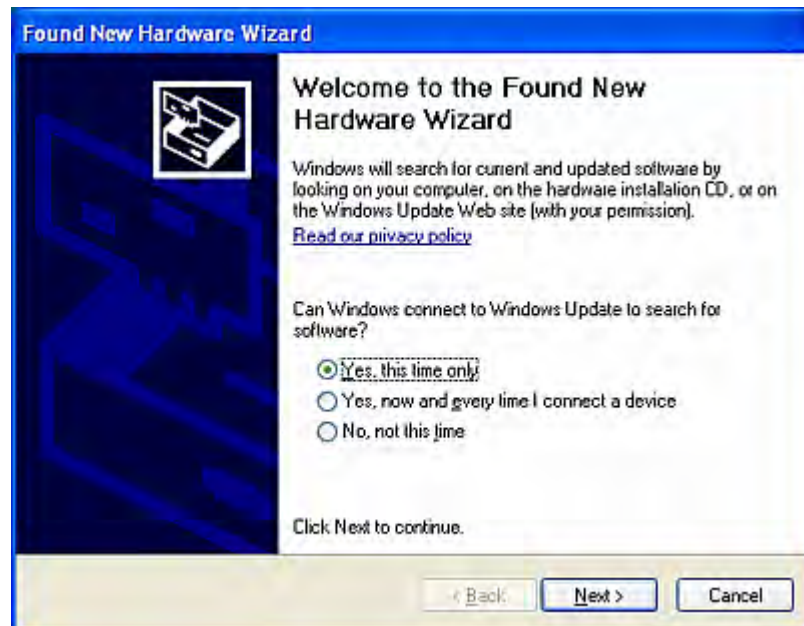 Found New Hardware Wizard
Welcome to the Found New
Hardware Wizard
Windows will search for current and updated software by
looking on your computer, on the hardware installation CD, or on
the Windows Update Web site (with your permission).
Read our privacy policy
Can Windows connect to Windows Update to search for
software?
Yes, this time only
Yes, now and every time I connect a device
No, not this time
Click Next to continue.
< Back
Next >
Cancel